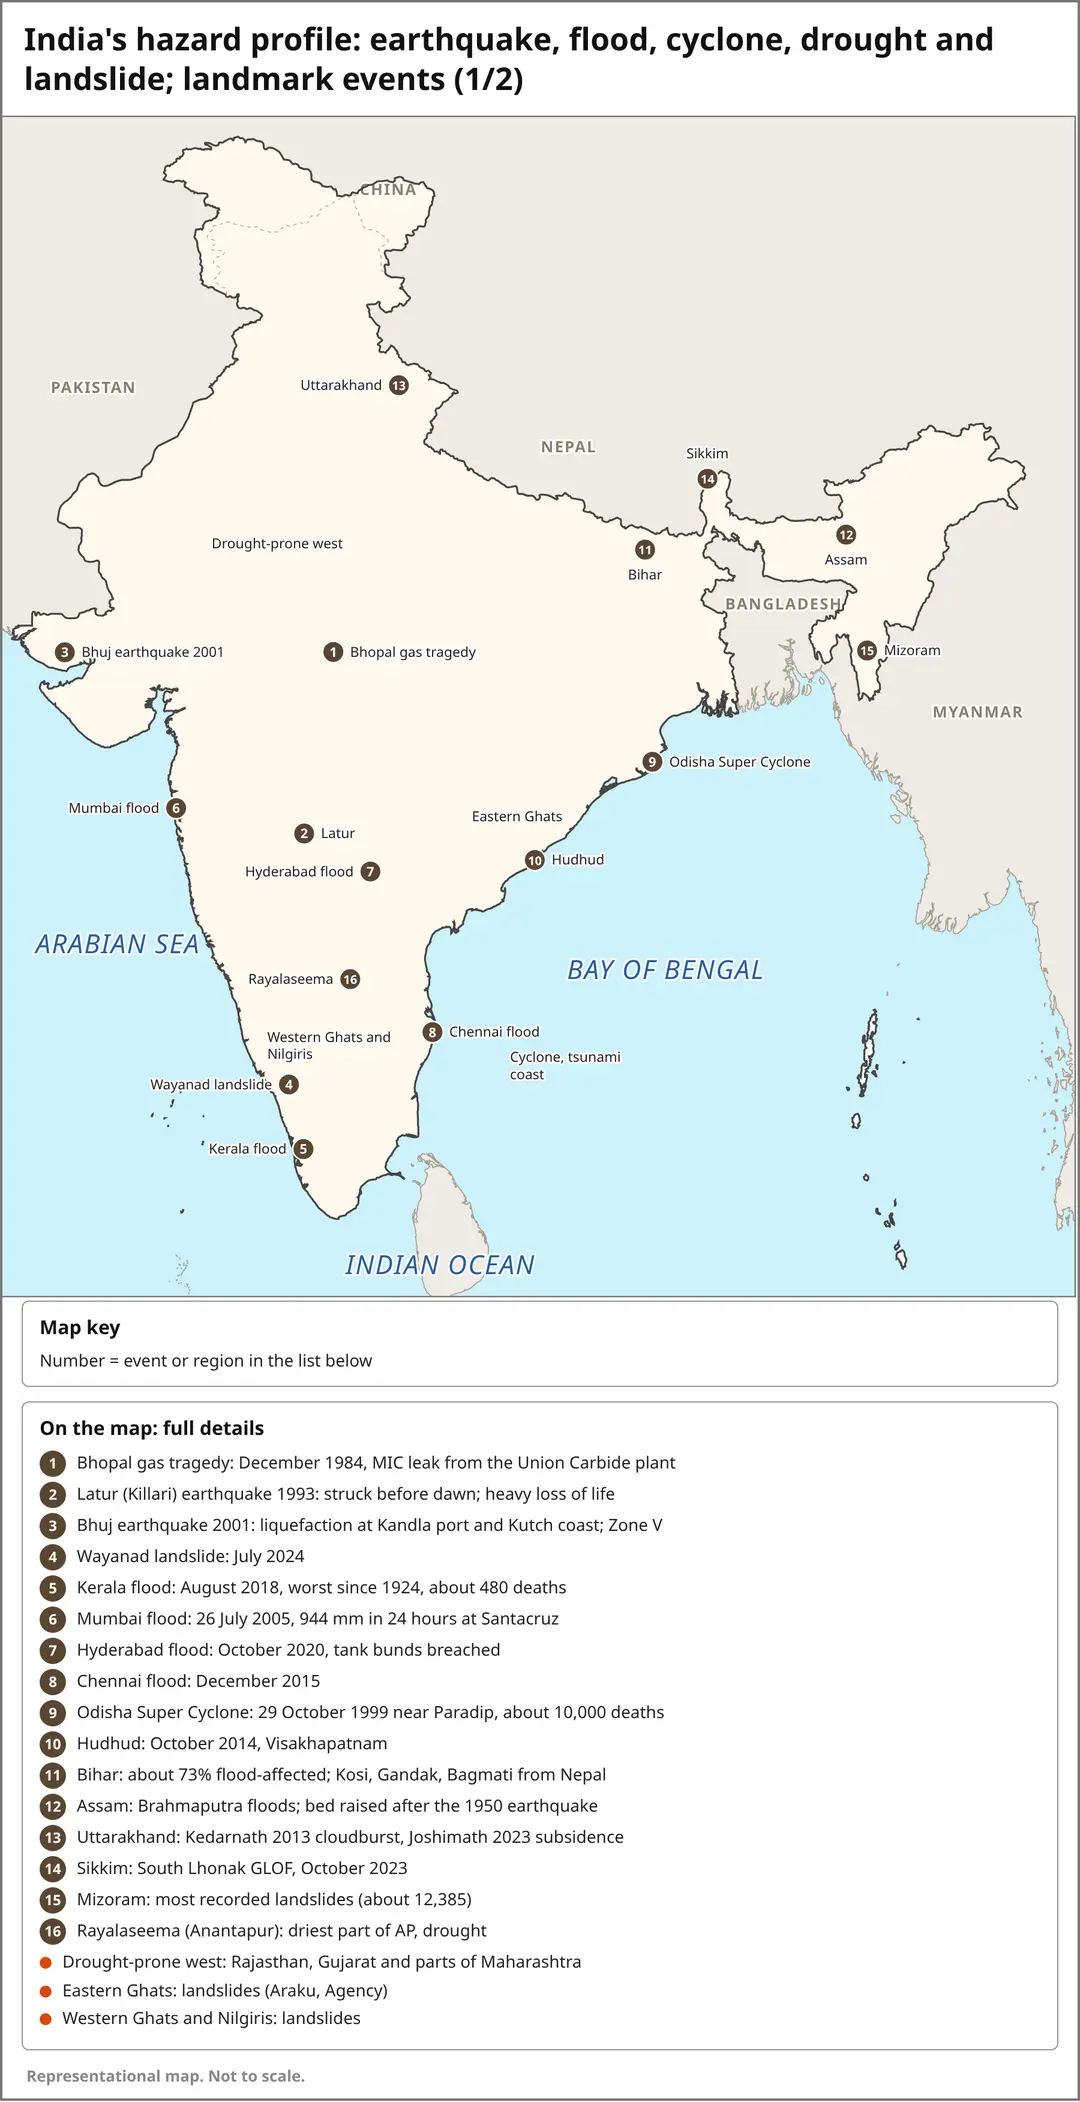 India's hazard profile: earthquake, flood, cyclone, drought and
landslide; landmark events (1/2)
CHINA
PAKISTAN
Uttarakhand 13
NEPAL
Sikkim
14
Drought-prone west
11
Bihar
12
Assam
BANGLADESH
3 Bhuj earthquake 2001
1 Bhopal gas tragedy
15 Mizoram
MYANMAR
9 Odisha Super Cyclone
Mumbai flood 6
Eastern Ghats
2 Latur
10 Hudhud
Hyderabad flood 7
ARABIAN SEA
BAY OF BENGAL
Rayalaseema 16
8 Chennai flood
Western Ghats and
Nilgiris
Cyclone, tsunami
coast
Wayanad landslide 4
Kerala flood 5
INDIAN OCEAN
Map key
Number = event or region in the list below
On the map: full details
1 Bhopal gas tragedy: December 1984, MIC leak from the Union Carbide plant
2 Latur (Killari) earthquake 1993: struck before dawn; heavy loss of life
3 Bhuj earthquake 2001: liquefaction at Kandla port and Kutch coast; Zone V
4 Wayanad landslide: July 2024
5 Kerala flood: August 2018, worst since 1924, about 480 deaths
6 Mumbai flood: 26 July 2005, 944 mm in 24 hours at Santacruz
7 Hyderabad flood: October 2020, tank bunds breached
8 Chennai flood: December 2015
9 Odisha Super Cyclone: 29 October 1999 near Paradip, about 10,000 deaths
10 Hudhud: October 2014, Visakhapatnam
11 Bihar: about 73% flood-affected; Kosi, Gandak, Bagmati from Nepal
12 Assam: Brahmaputra floods; bed raised after the 1950 earthquake
13 Uttarakhand: Kedarnath 2013 cloudburst, Joshimath 2023 subsidence
14 Sikkim: South Lhonak GLOF, October 2023
15 Mizoram: most recorded landslides (about 12,385)
16 Rayalaseema (Anantapur): driest part of AP, drought
Drought-prone west: Rajasthan, Gujarat and parts of Maharashtra
Eastern Ghats: landslides (Araku, Agency)
Western Ghats and Nilgiris: landslides
Representational map. Not to scale.